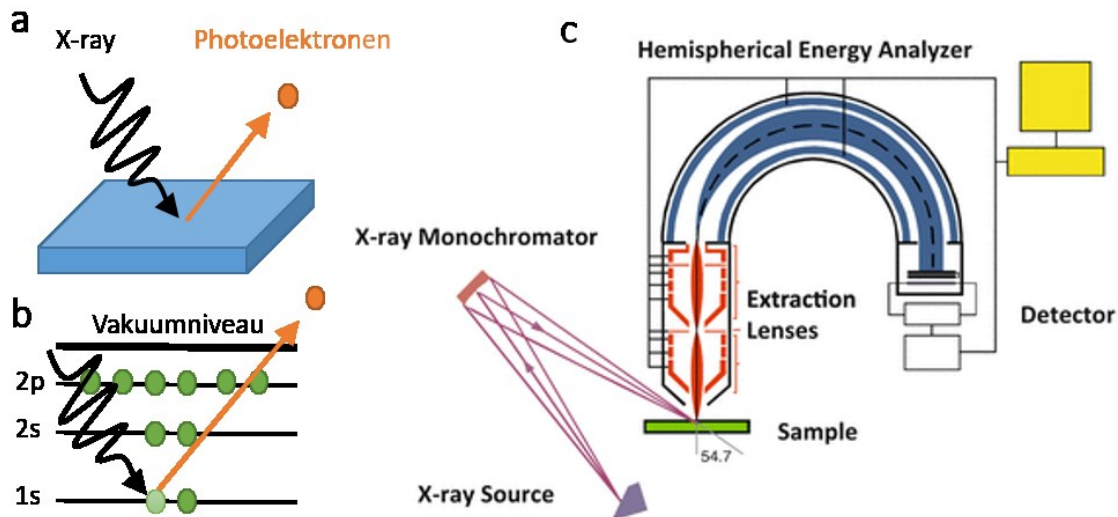 a
X-ray
Photoelektronen
b
Vakuumniveau
2p
2s
1s
c
Hemispherical Energy Analyzer
X-ray Monochromator
Extraction
Lenses
Detector
Sample
54.7
X-ray Source